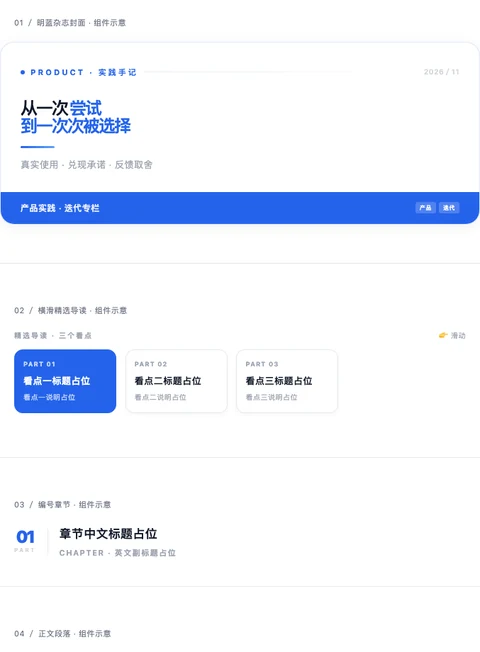 01 / 明蓝杂志封面 · 组件示意
PRODUCT · 实践手记
2026 / 11
从一次尝试
到一次次被选择
真实使用 · 兑现承诺 · 反馈取舍
产品实践 · 迭代专栏
产品 迭代
02 / 横滑精选导读 · 组件示意
精选导读 · 三个看点
👉 滑动
PART 01
看点一标题占位
看点一说明占位
PART 02
看点二标题占位
看点二说明占位
PART 03
看点三标题占位
看点三说明占位
03 / 编号章节 · 组件示意
01
PART
章节中文标题占位
CHAPTER · 英文副标题占位
04 / 正文段落 · 组件示意